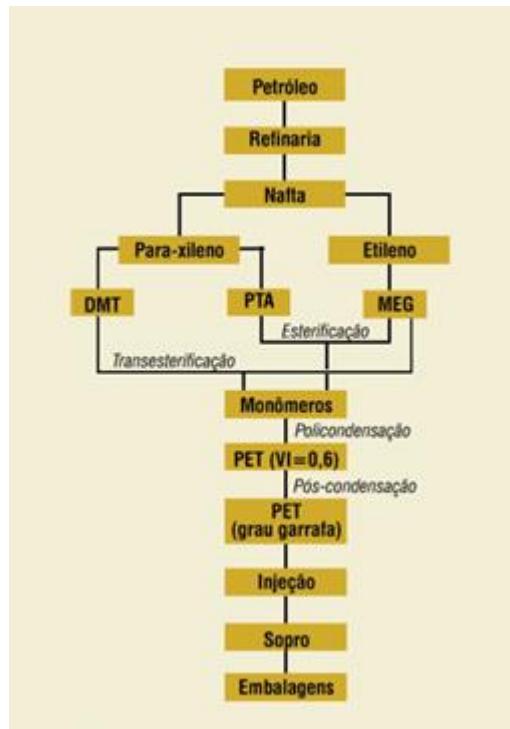 Petróleo
Refinaria
Nafta
Para-xileno
Etileno
DMT
PTA
MEG
Esterificação
Transesterificação
Monômeros
Policondensação
PET (VI=0,6)
Pós-condensação
PET
(grau garrafa)
Injeção
Sopro
Embalagens